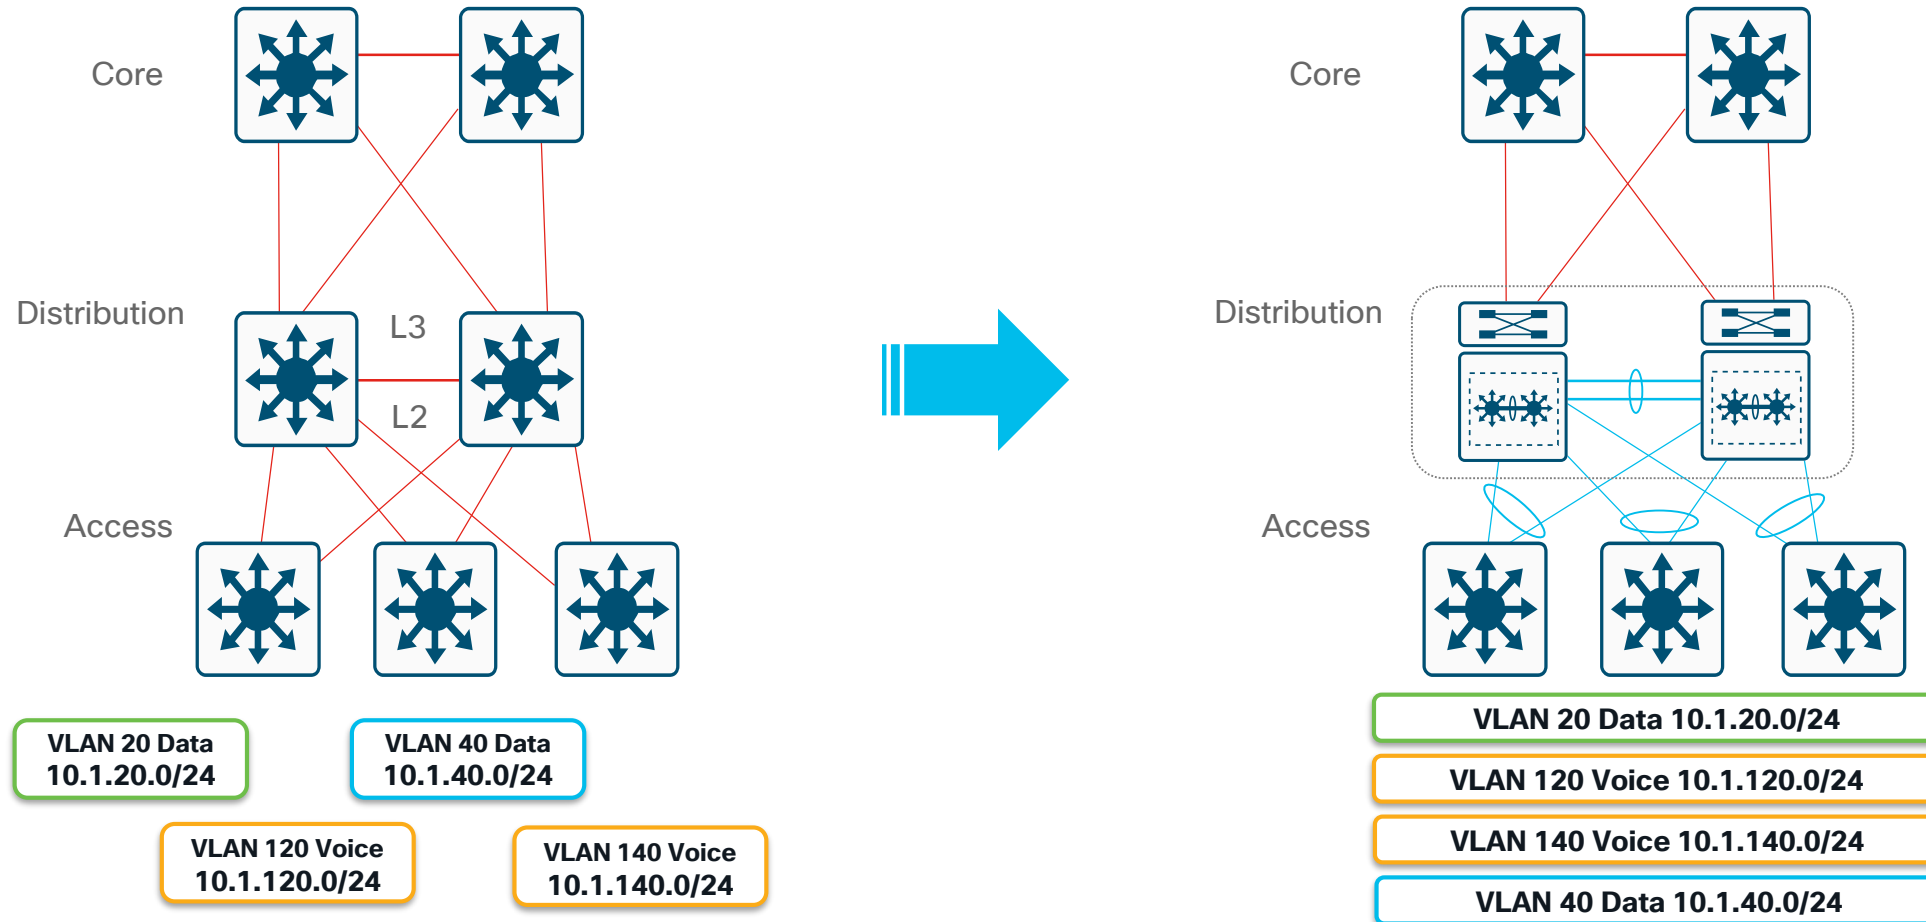 Core
Distribution
L3
L2
Access
VLAN 20 Data
10.1.20.0/24
VLAN 40 Data
10.1.40.0/24
VLAN 120 Voice
10.1.120.0/24
VLAN 140 Voice
10.1.140.0/24
Core
Distribution
Access
VLAN 20 Data 10.1.20.0/24
VLAN 120 Voice 10.1.120.0/24
VLAN 140 Voice 10.1.140.0/24
VLAN 40 Data 10.1.40.0/24